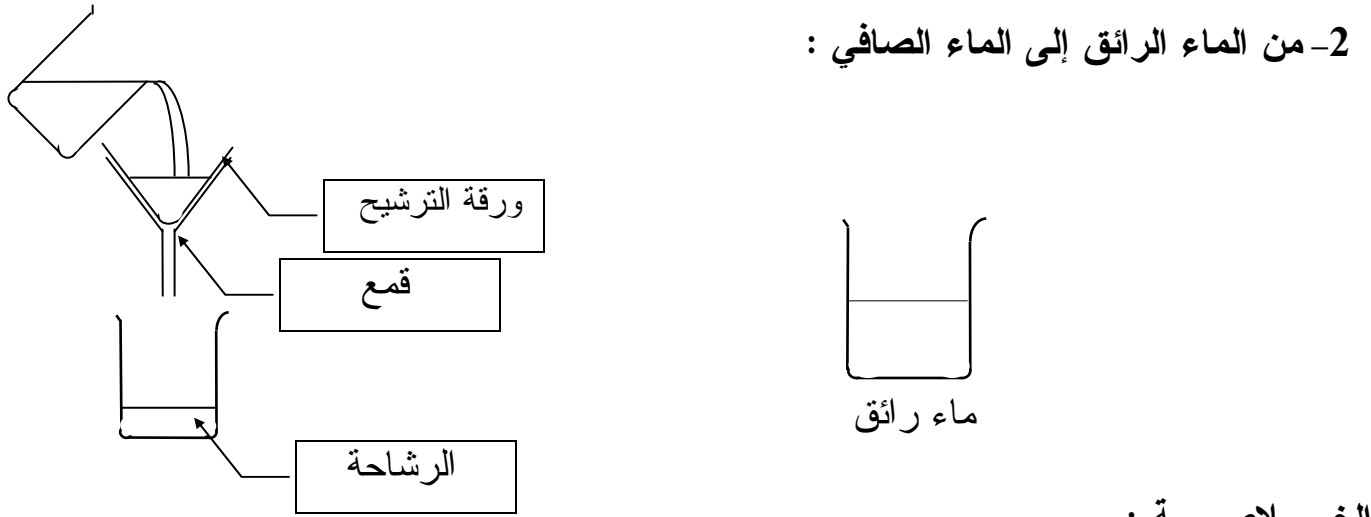 2- من الماء الرائق إلى الماء الصافي :
ورقة الترشيح
قمع
ماء رائق
الرشاحة